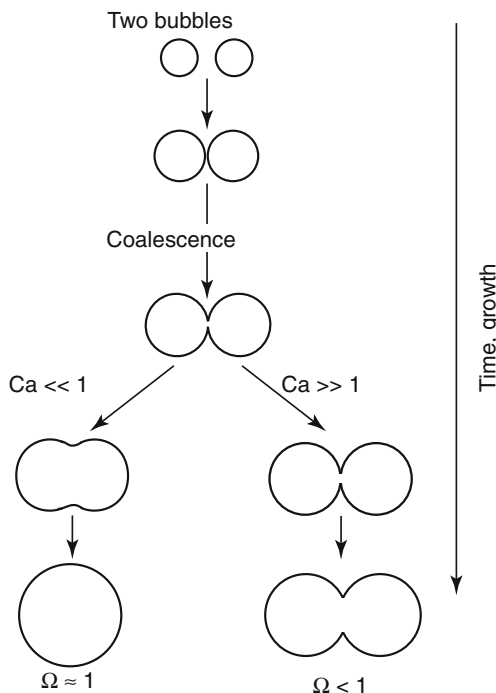 Two bubbles
Coalescence
Ca << 1
Ca >> 1
Ω ≈ 1
Ω < 1
Time, growth